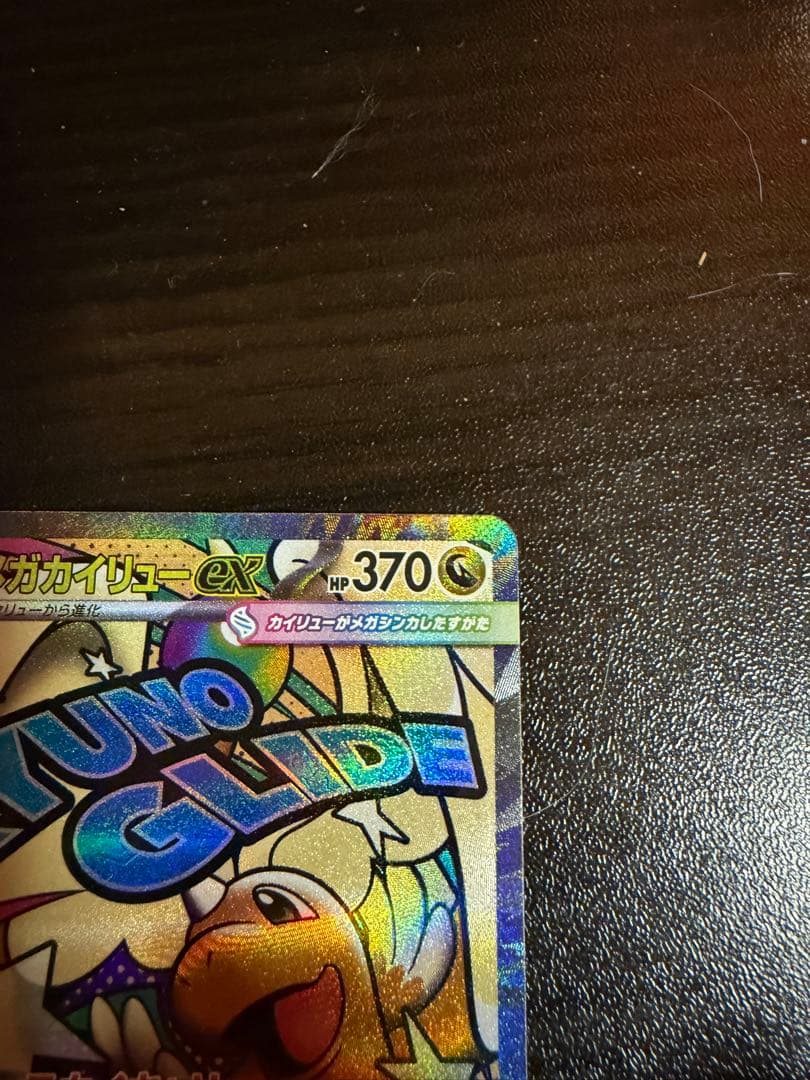 メガカイリューex HP370
リューから進化
カイリューがメガシンカしたすがた
YUNO
GLIDE